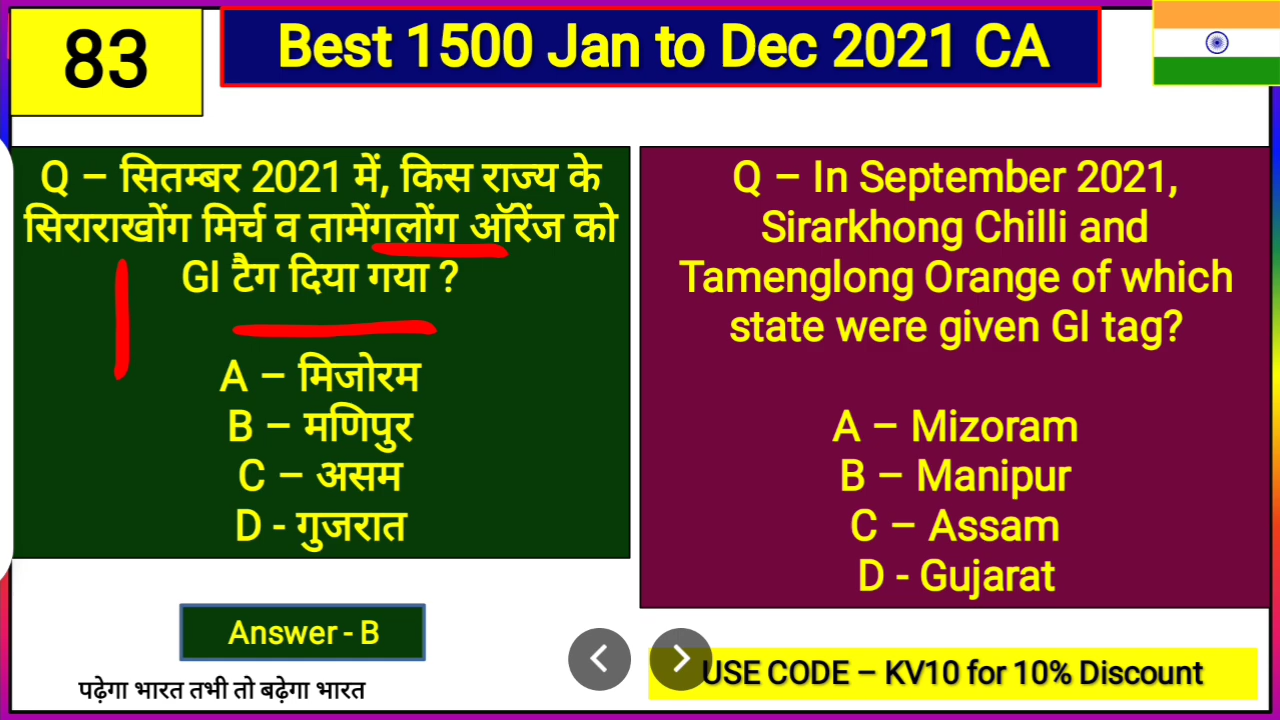 83
Best 1500 Jan to Dec 2021 CA
Q – सितम्बर 2021 में, किस राज्य के
सिराराखोंग मिर्च व तामेंगलोंग ऑरेंज को
GI टैग दिया गया ?
A – मिजोरम
B – मणिपुर
C – असम
D - गुजरात
Q – In September 2021,
Sirarkhong Chilli and
Tamenglong Orange of which
state were given GI tag?
A – Mizoram
B – Manipur
C – Assam
D - Gujarat
Answer - B
पढ़ेगा भारत तभी तो बढ़ेगा भारत
USE CODE – KV10 for 10% Discount